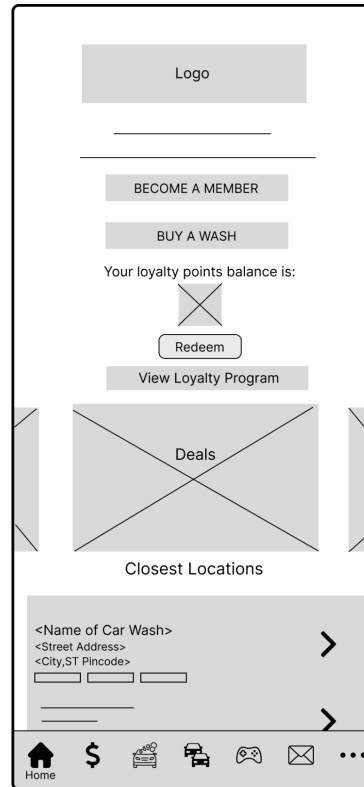 Logo
BECOME A MEMBER
BUY A WASH
Your loyalty points balance is:
Redeem
View Loyalty Program
Deals
Closest Locations
<Name of Car Wash>
<Street Address>
<City,ST Pincode>
Home